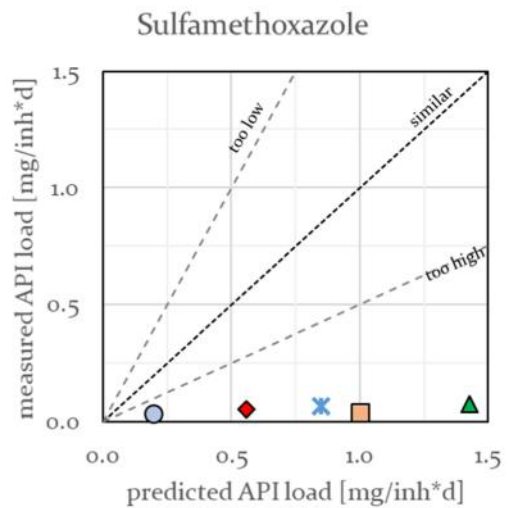 Sulfamethoxazole
measured API load [mg/inh*d]
1.5
1.0
0.5
0.0
too low
similar
too high
0.0 0.5 1.0 1.5
predicted API load [mg/inh*d]